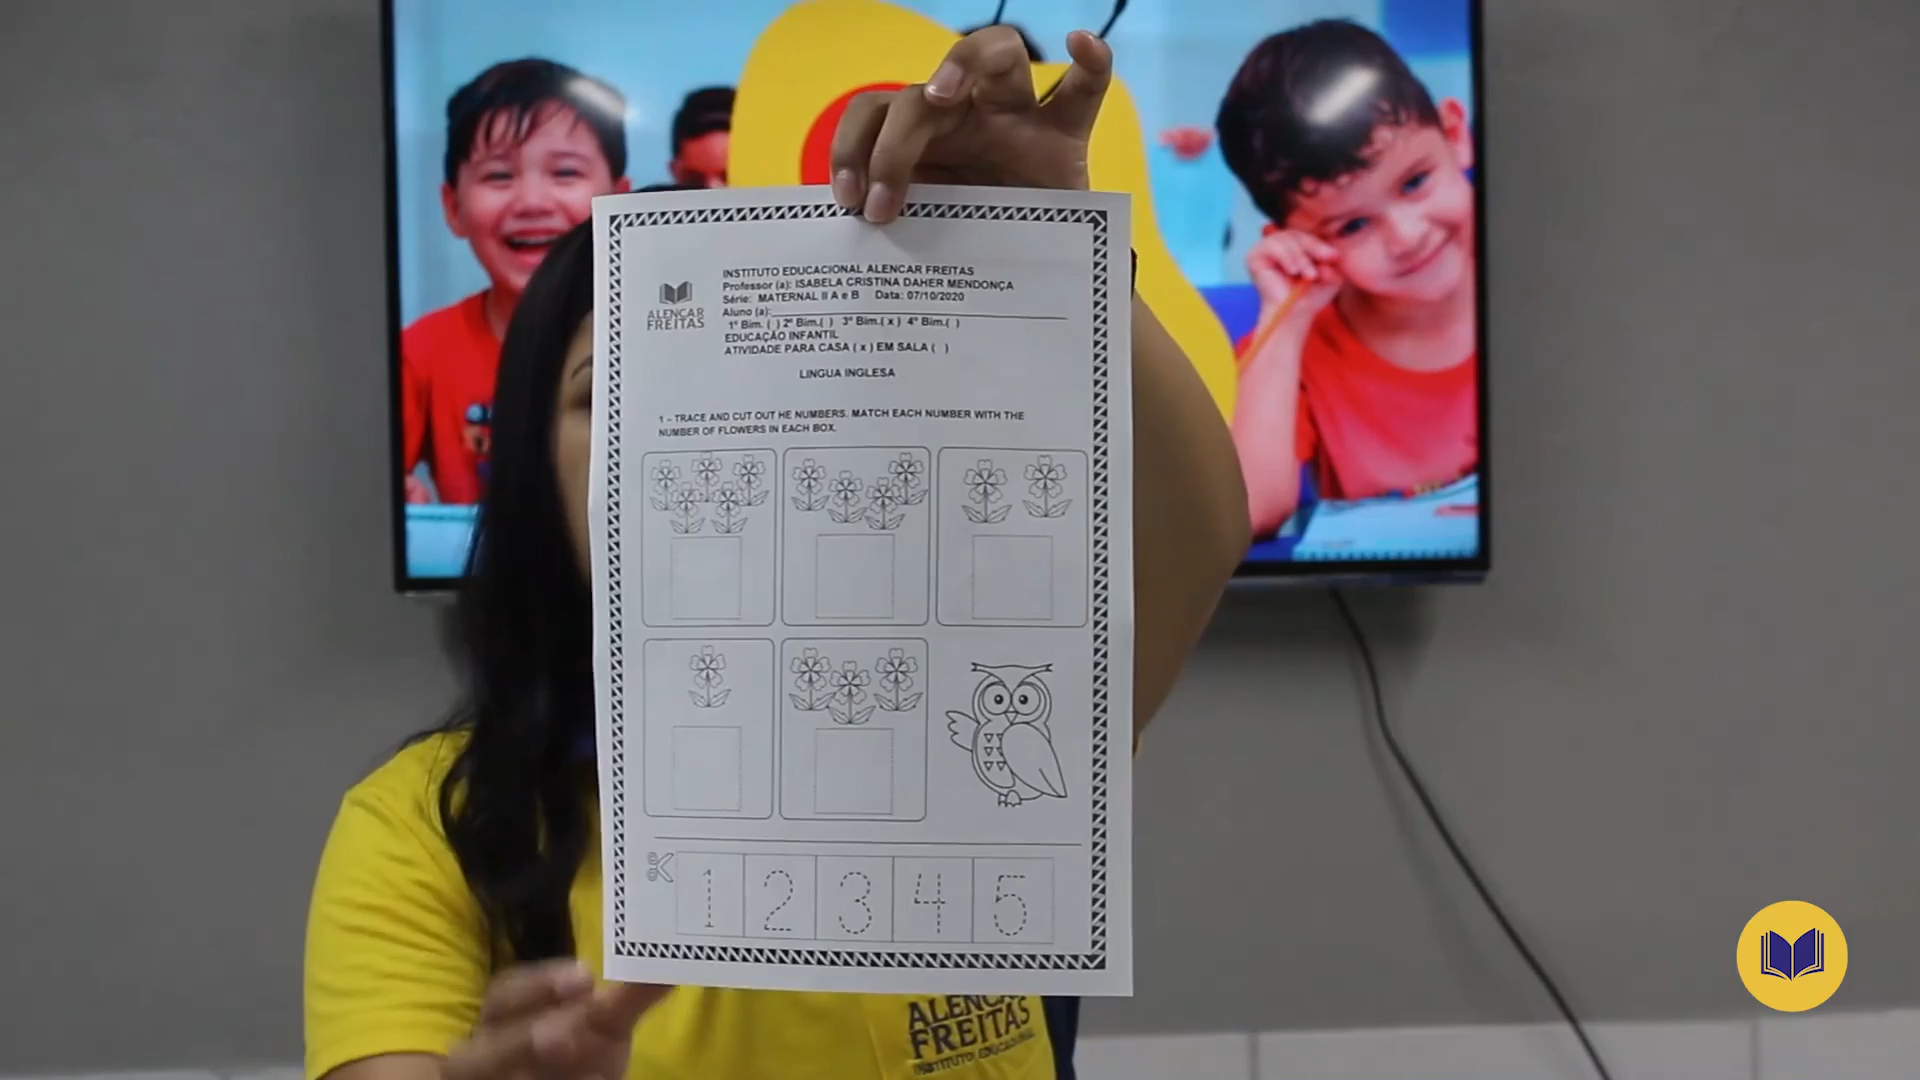 INSTITUTO EDUCACIONAL ALENCAR FREITAS
Professor (a): ISABELA CRISTINA DAHER MENDONÇA
Série: MATERNAL II A e B Data: 07/10/2020
Aluno (a):
1º Bim. ( ) 2º Bim.( ) 3º Bim.( x ) 4º Bim.( )
EDUCAÇÃO INFANTIL
ATIVIDADE PARA CASA ( x ) EM SALA ( )
ALENCAR
FREITAS
LINGUA INGLESA
1 – TRACE AND CUT OUT HE NUMBERS. MATCH EACH NUMBER WITH THE
NUMBER OF FLOWERS IN EACH BOX.
1 2 3 4 5
ALENCA
FREITAS